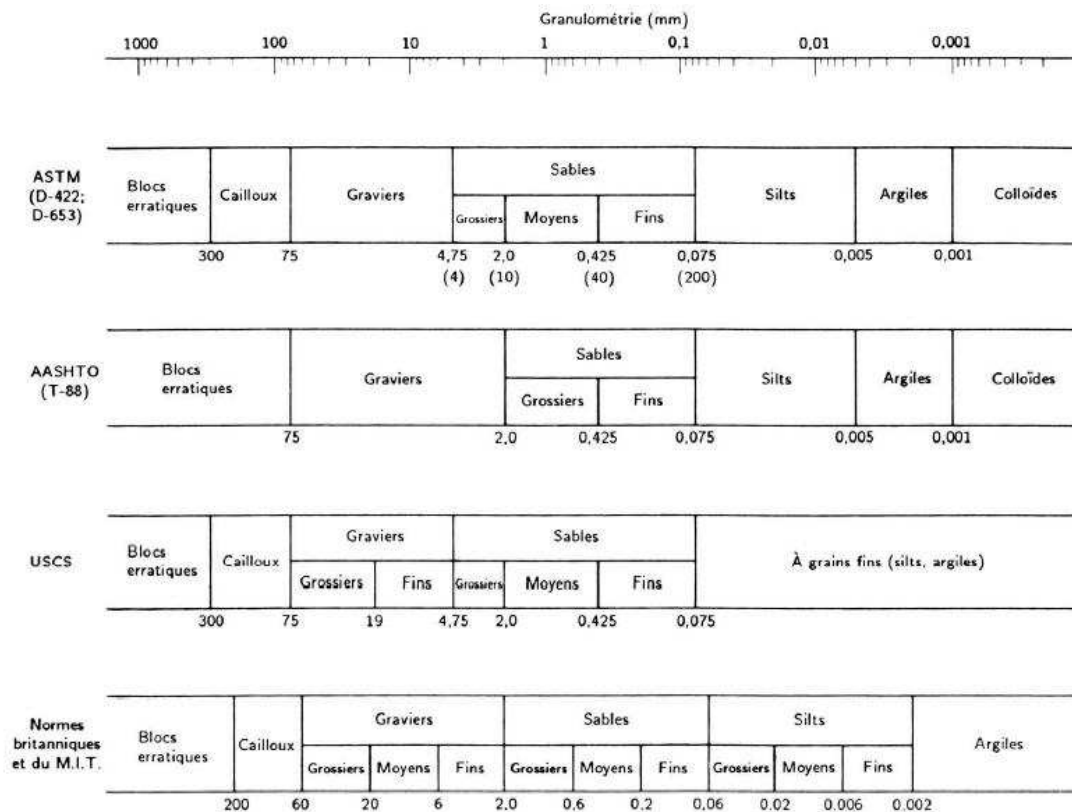 Granulométrie (mm)
1000 100 10 1 0,1 0,01 0,001
ASTM
(D-422;
D-653)
Blocs
erratiques
Cailloux
Graviers
Sables
Grossiers
Moyens
Fins
Silts
Argiles
Colloïdes
300 75 4,75 2,0 0,425 0,075 0,005 0,001
(4) (10) (40) (200)
AASHTO
(T-88)
Blocs
erratiques
Graviers
Sables
Grossiers
Fins
Silts
Argiles
Colloïdes
75 2,0 0,425 0,075 0,005 0,001
USCS
Blocs
erratiques
Cailloux
Graviers
Grossiers
Fins
Sables
Grossiers
Moyens
Fins
À grains fins (silts, argiles)
300 75 19 4,75 2,0 0,425 0,075
Normes
britanniques
et du M.I.T.
Blocs
erratiques
Cailloux
Graviers
Grossiers
Moyens
Fins
Sables
Grossiers
Moyens
Fins
Silts
Grossiers
Moyens
Fins
Argiles
200 60 20 6 2.0 0,6 0.2 0.06 0.02 0.006 0.002